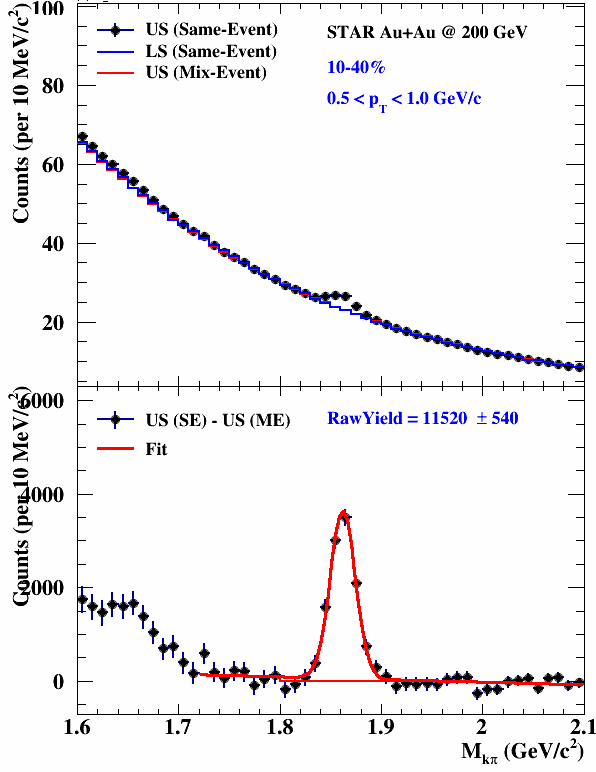 100
80
60
40
20
Counts (per 10 MeV/c²)
US (Same-Event)
LS (Same-Event)
US (Mix-Event)
STAR Au+Au @ 200 GeV
10-40%
0.5 < p_T < 1.0 GeV/c
6000
4000
2000
0
Counts (per 10 MeV/c²)
US (SE) - US (ME)
Fit
RawYield = 11520 ± 540
1.6 1.7 1.8 1.9 2 2.1
M_kπ (GeV/c²)